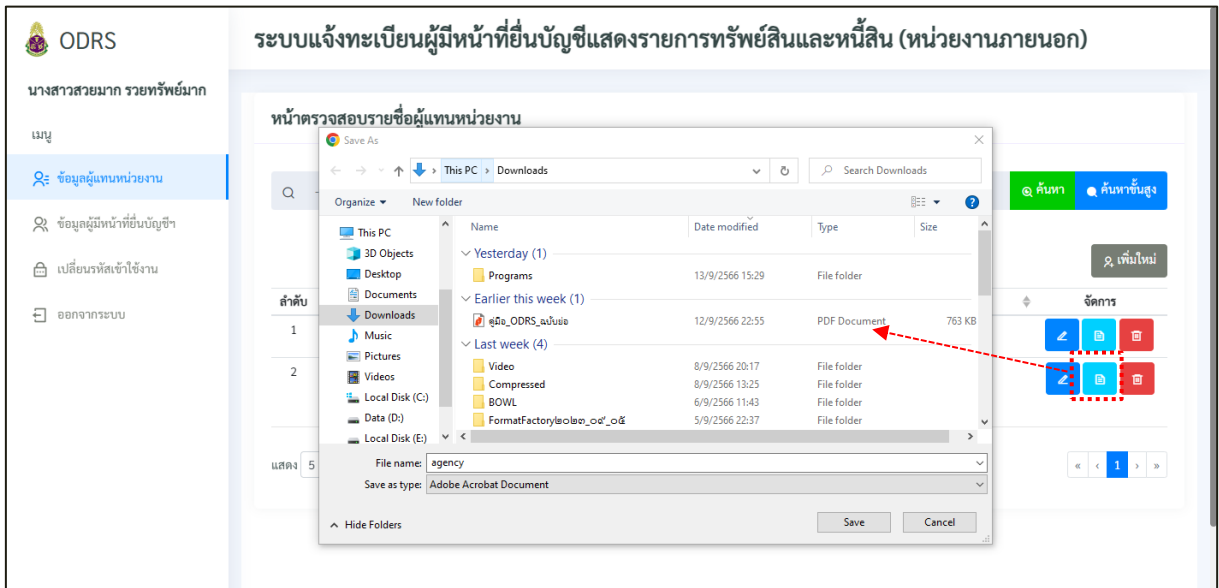 ODRS
ระบบแจ้งทะเบียนผู้มีหน้าที่ยื่นบัญชีแสดงรายการทรัพย์สินและหนี้สิน (หน่วยงานภายนอก)
นางสาวสวยมาก รวยทรัพย์มาก
เมนู
ข้อมูลผู้แทนหน่วยงาน
ข้อมูลผู้มีหน้าที่ยื่นบัญชีฯ
เปลี่ยนรหัสเข้าใช้งาน
ออกจากระบบ
หน้าตรวจสอบรายชื่อผู้แทนหน่วยงาน
ค้นหา ค้นหาขั้นสูง
เพิ่มใหม่
ลำดับ จัดการ
1
2
แสดง 5
« ‹ 1 › »
Save As
This PC › Downloads Search Downloads
Organize New folder
This PC
3D Objects
Desktop
Documents
Downloads
Music
Pictures
Videos
Local Disk (C:)
Data (D:)
Local Disk (E:)
Name Date modified Type Size
Yesterday (1)
Programs 13/9/2566 15:29 File folder
Earlier this week (1)
คู่มือ_ODRS_ฉบับย่อ 12/9/2566 22:55 PDF Document 763 KB
Last week (4)
Video 8/9/2566 20:17 File folder
Compressed 8/9/2566 13:25 File folder
BOWL 6/9/2566 11:43 File folder
FormatFactory๒๐๒๓_๐๙_๐๕ 5/9/2566 22:37 File folder
File name: agency
Save as type: Adobe Acrobat Document
Hide Folders Save Cancel